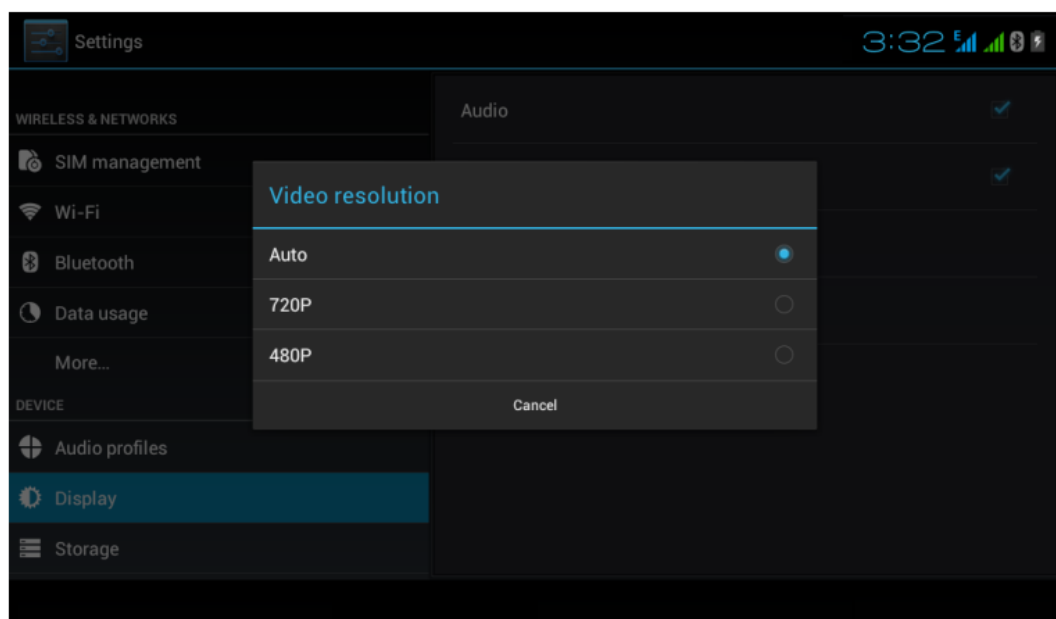 Settings
3:32 E
WIRELESS & NETWORKS
SIM management
Wi-Fi
Bluetooth
Data usage
More...
DEVICE
Audio profiles
Display
Storage
Audio
Video resolution
Auto
720P
480P
Cancel